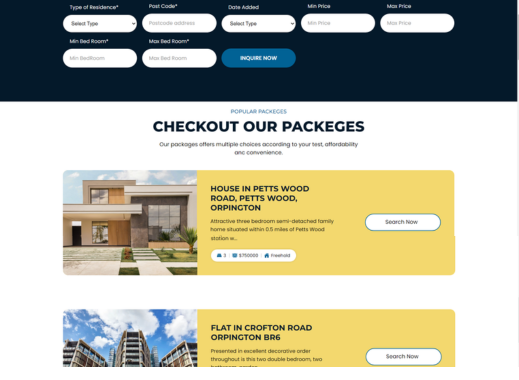 Type of Residence* Post Code* Date Added Min Price Max Price
Select Type Postcode address Select Type Min Price Max Price
Min Bed Room* Max Bed Room*
Min BedRoom Max Bed Room INQUIRE NOW
POPULAR PACKEGES
CHECKOUT OUR PACKEGES
Our packages offers multiple choices according to your test, affordability
and convenience.
HOUSE IN PETTS WOOD
ROAD, PETTS WOOD,
ORPINGTON
Attractive three bedroom semi-detached family
home situated within 0.5 miles of Petts Wood
station w...
Search Now
3 $750000 Freehold
FLAT IN CROFTON ROAD
ORPINGTON BR6
Presented in excellent decorative order
throughout is this two double bedroom, two
Search Now